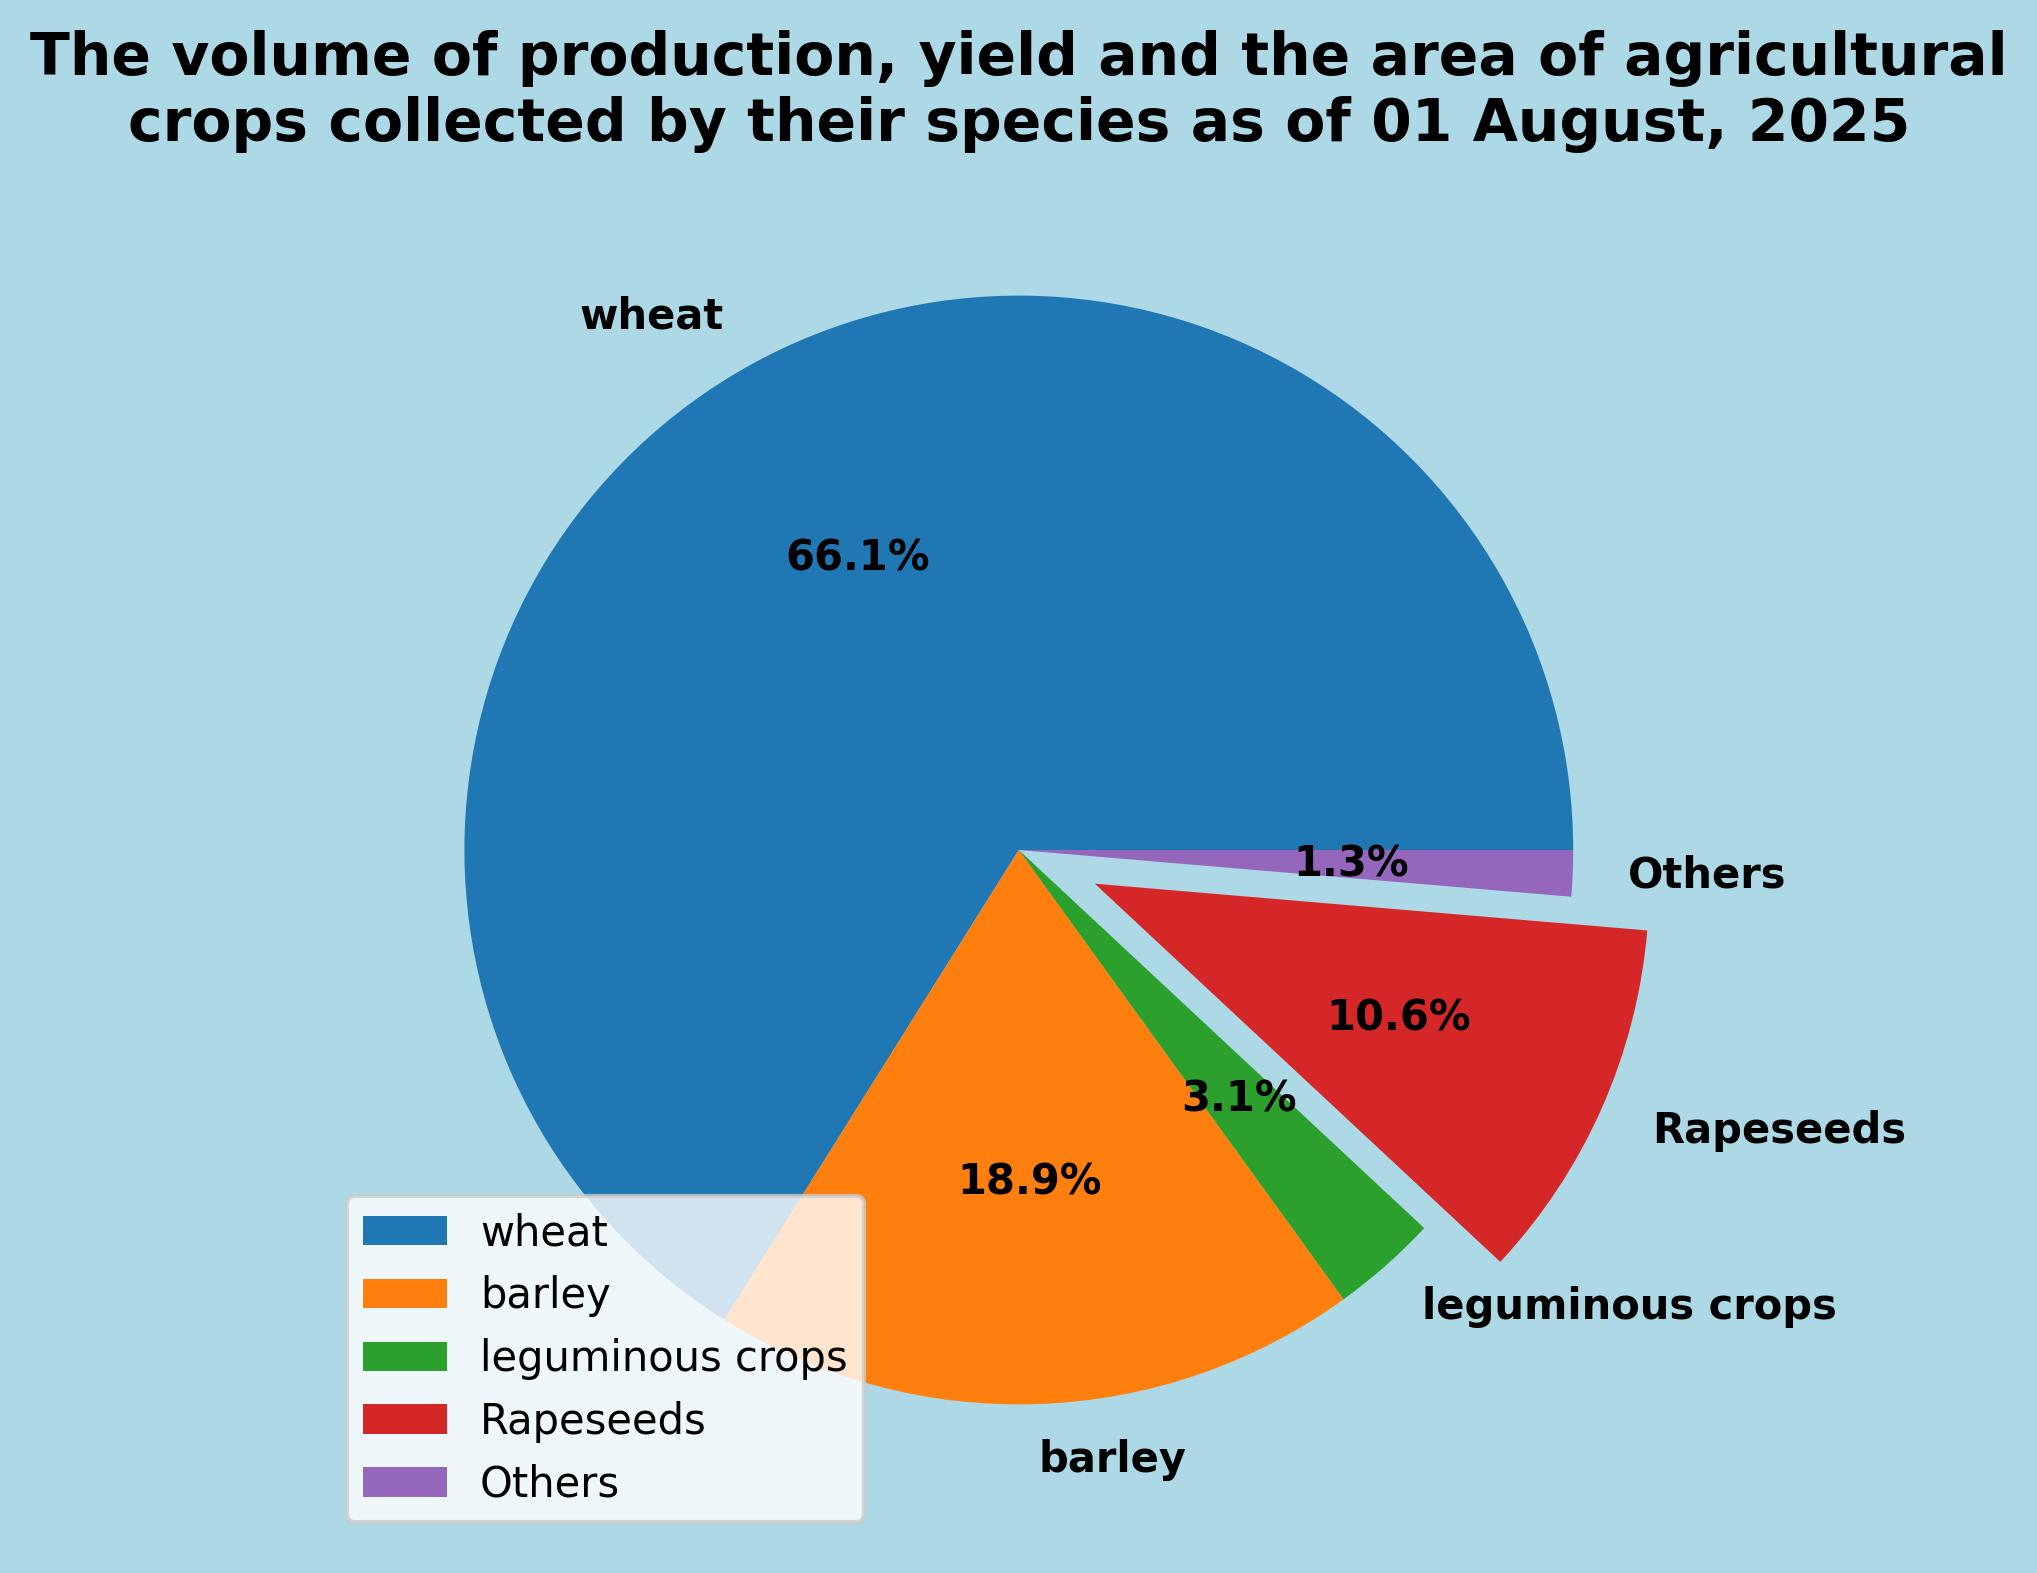 The volume of production, yield and the area of agricultural
crops collected by their species as of 01 August, 2025
wheat
66.1%
1.3%
Others
10.6%
Rapeseeds
3.1%
leguminous crops
18.9%
barley
wheat
barley
leguminous crops
Rapeseeds
Others